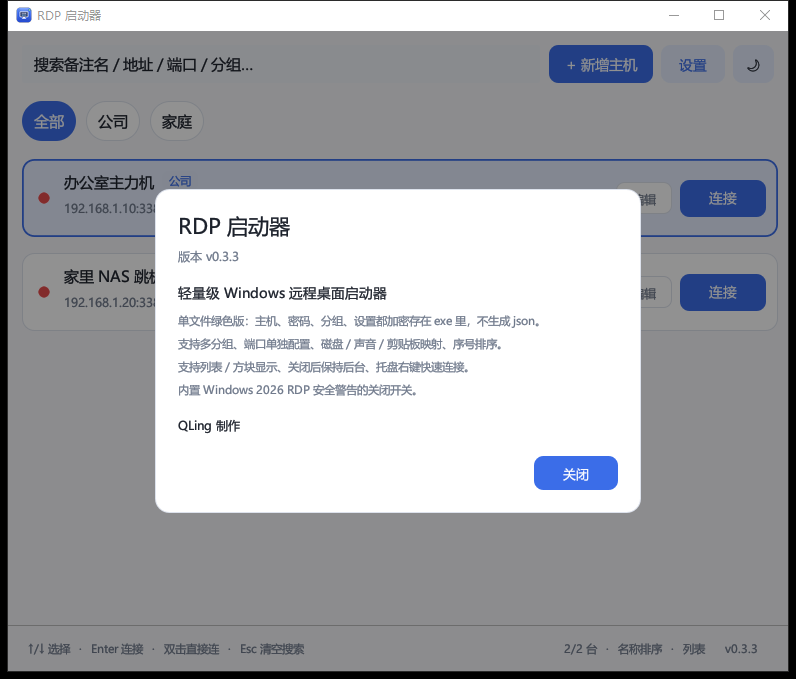 RDP 启动器
搜索备注名 / 地址 / 端口 / 分组...
+ 新增主机
设置
全部
公司
家庭
办公室主力机 公司
192.168.1.10:338
辑
连接
家里 NAS 跳
192.168.1.20:338
辑
连接
RDP 启动器
版本 v0.3.3
轻量级 Windows 远程桌面启动器
单文件绿色版：主机、密码、分组、设置都加密存在 exe 里，不生成 json。
支持多分组、端口单独配置、磁盘 / 声音 / 剪贴板映射、序号排序。
支持列表 / 方块显示、关闭后保持后台、托盘右键快速连接。
内置 Windows 2026 RDP 安全警告的关闭开关。
QLing 制作
关闭
↑/↓ 选择 · Enter 连接 · 双击直接连 · Esc 清空搜索
2/2 台 · 名称排序 · 列表 v0.3.3